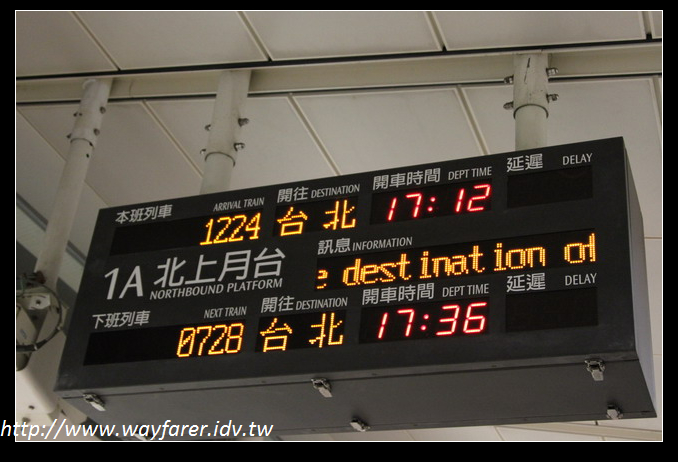 本班列車 ARRIVAL TRAIN 開往 DESTINATION 開車時間 DEPT TIME 延遲 DELAY
1224 台北 17:12
1A 北上月台 NORTHBOUND PLATFORM
訊息 INFORMATION
e destination of
下班列車 NEXT TRAIN 開往 DESTINATION 開車時間 DEPT TIME 延遲 DELAY
0728 台北 17:36
http://www.wayfarer.idv.tw